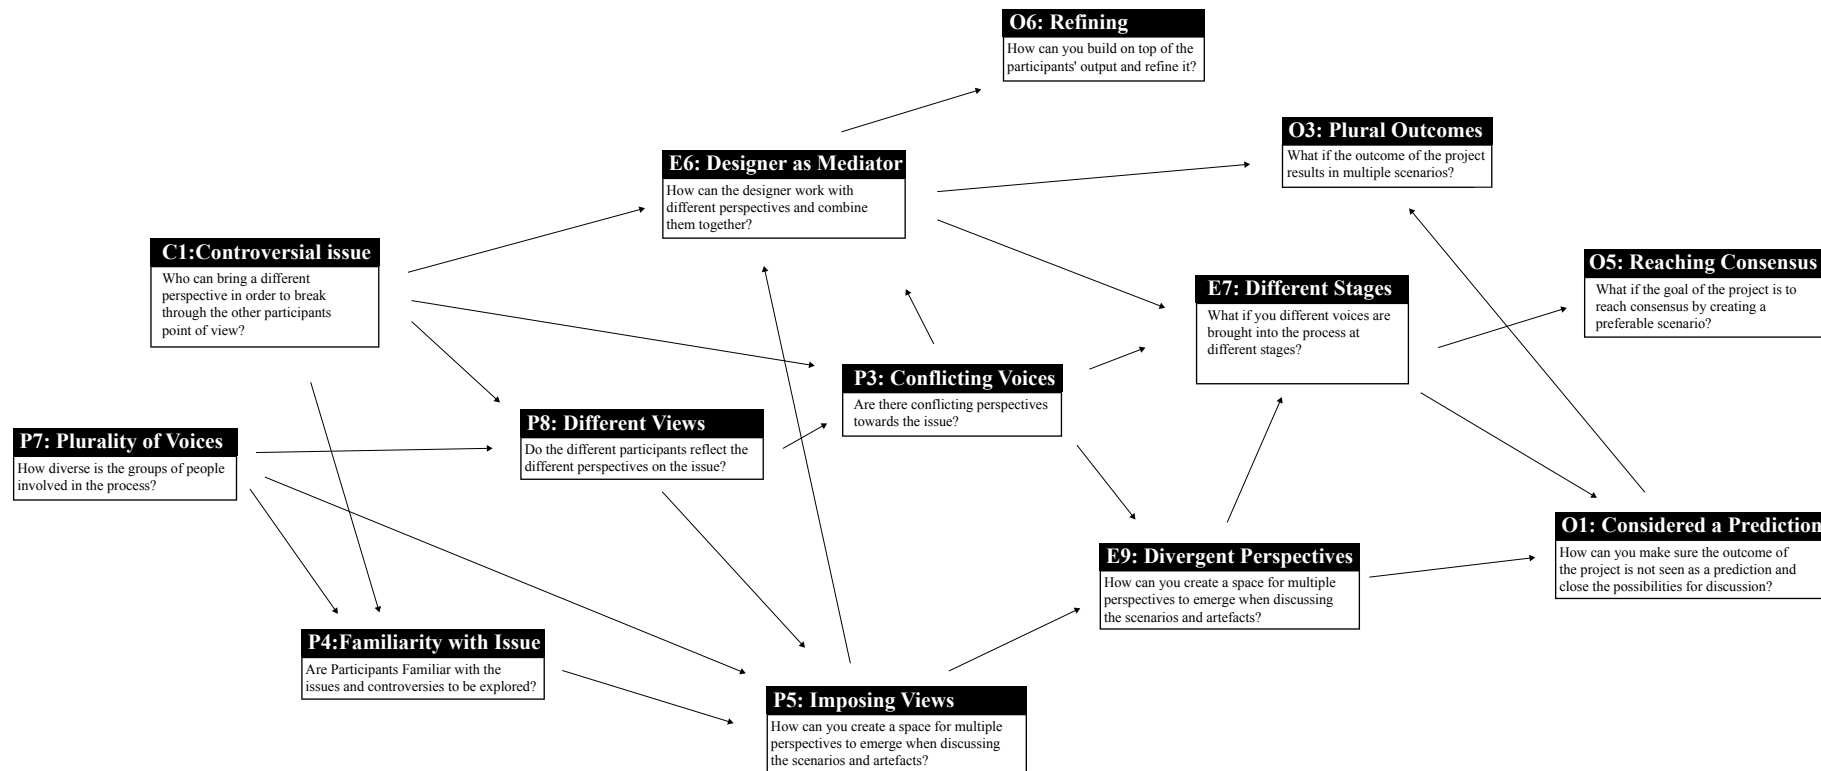 O6: Refining
How can you build on top of the
participants' output and refine it?
O3: Plural Outcomes
What if the outcome of the project
results in multiple scenarios?
E6: Designer as Mediator
How can the designer work with
different perspectives and combine
them together?
C1:Controversial issue
Who can bring a different
perspective in order to break
through the other participants
point of view?
O5: Reaching Consensus
What if the goal of the project is to
reach consensus by creating a
preferable scenario?
E7: Different Stages
What if you different voices are
brought into the process at
different stages?
P3: Conflicting Voices
Are there conflicting perspectives
towards the issue?
P8: Different Views
Do the different participants reflect the
different perspectives on the issue?
P7: Plurality of Voices
How diverse is the groups of people
involved in the process?
O1: Considered a Prediction
How can you make sure the outcome of
the project is not seen as a prediction and
close the possibilities for discussion?
E9: Divergent Perspectives
How can you create a space for multiple
perspectives to emerge when discussing
the scenarios and artefacts?
P4:Familiarity with Issue
Are Participants Familiar with the
issues and controversies to be explored?
P5: Imposing Views
How can you create a space for multiple
perspectives to emerge when discussing
the scenarios and artefacts?